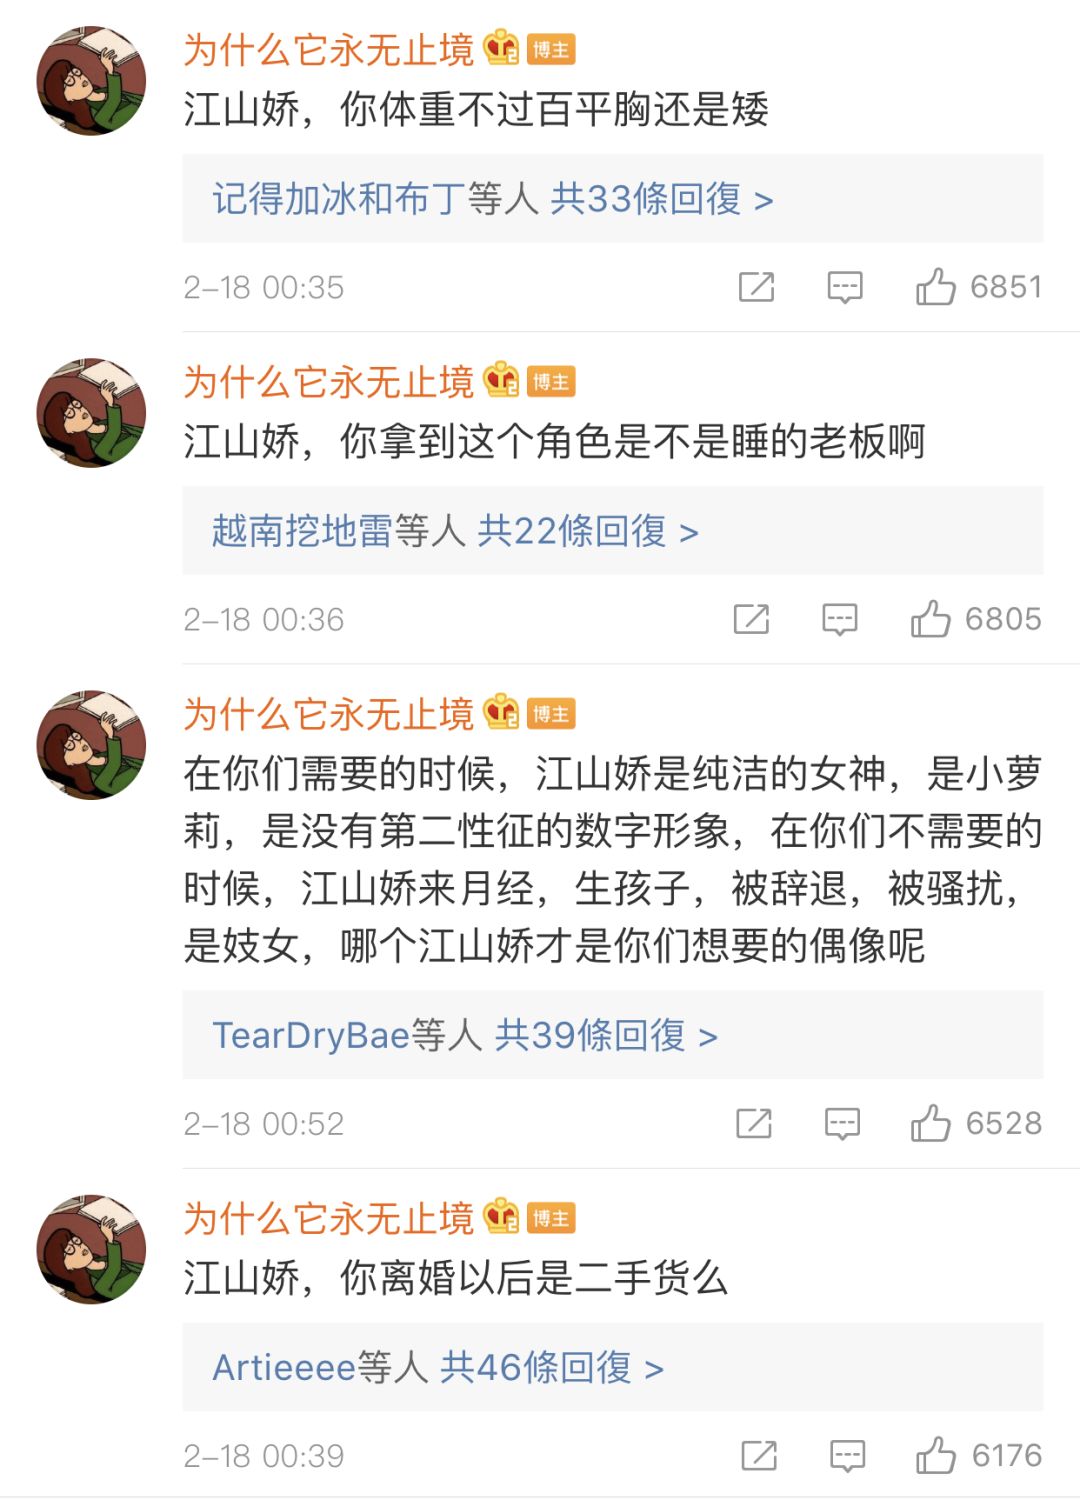 为什么它永无止境 2 博主
江山娇，你体重不过百平胸还是矮
记得加冰和布丁等人 共33條回復 >
2-18 00:35 6851
为什么它永无止境 2 博主
江山娇，你拿到这个角色是不是睡的老板啊
越南挖地雷等人 共22條回復 >
2-18 00:36 6805
为什么它永无止境 2 博主
在你们需要的时候，江山娇是纯洁的女神，是小萝
莉，是没有第二性征的数字形象，在你们不需要的
时候，江山娇来月经，生孩子，被辞退，被骚扰，
是妓女，哪个江山娇才是你们想要的偶像呢
TearDryBae等人 共39條回復 >
2-18 00:52 6528
为什么它永无止境 2 博主
江山娇，你离婚以后是二手货么
Artieeee等人 共46條回復 >
2-18 00:39 6176